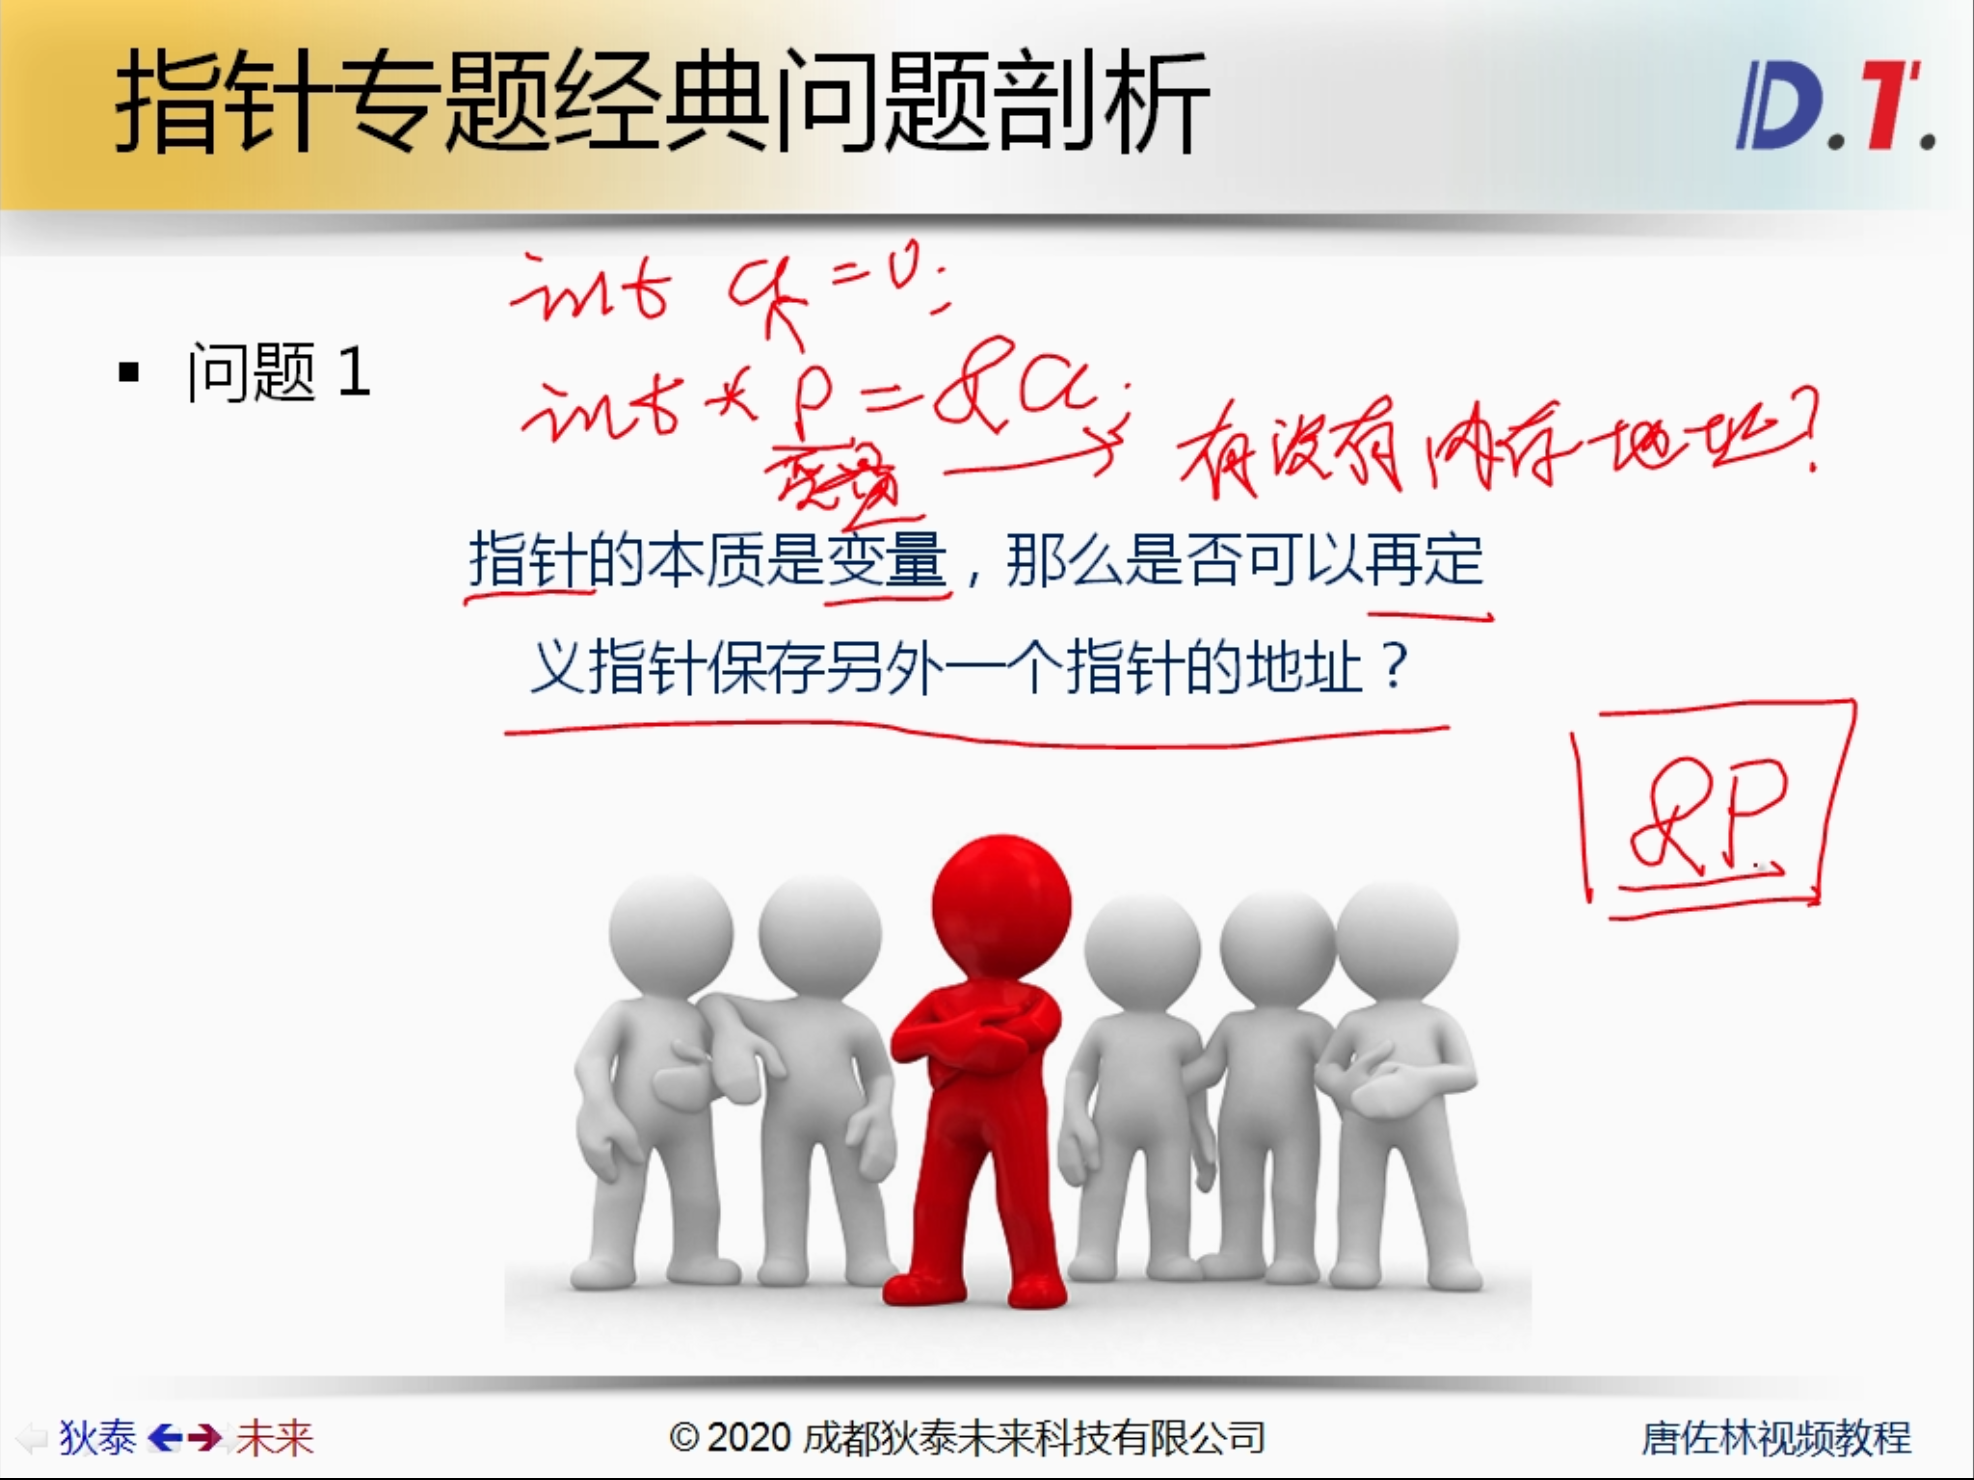 指针专题经典问题剖析
D.T.
int a = 0;
▪ 问题 1
int * p = &a;
变量
有没有内存地址?
指针的本质是变量，那么是否可以再定
义指针保存另外一个指针的地址？
&P
狄泰 未来
© 2020 成都狄泰未来科技有限公司
唐佐林视频教程